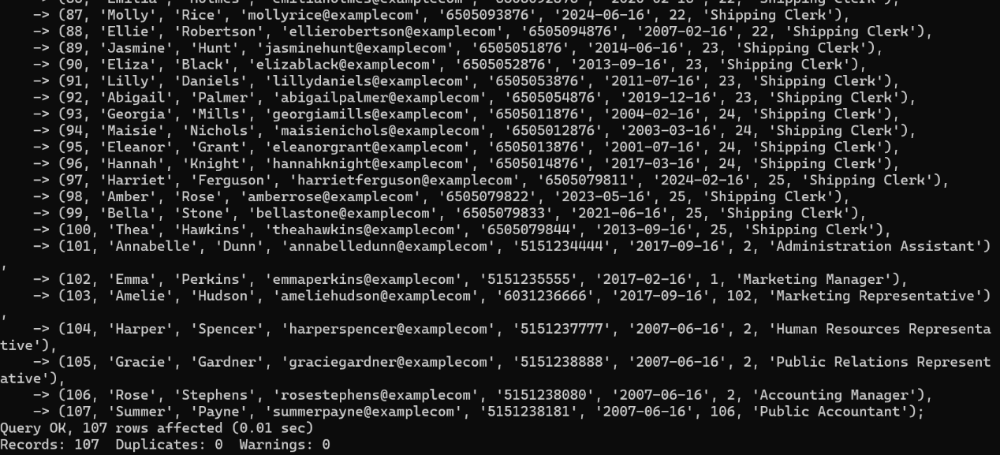 -> (87, 'Molly', 'Rice', 'mollyrice@examplecom', '6505093876', '2024-06-16', 22, 'Shipping Clerk'),
-> (88, 'Ellie', 'Robertson', 'ellierobertson@examplecom', '6505094876', '2007-02-16', 22, 'Shipping Clerk'),
-> (89, 'Jasmine', 'Hunt', 'jasminehunt@examplecom', '6505051876', '2014-06-16', 23, 'Shipping Clerk'),
-> (90, 'Eliza', 'Black', 'elizablack@examplecom', '6505052876', '2013-09-16', 23, 'Shipping Clerk'),
-> (91, 'Lilly', 'Daniels', 'lillydaniels@examplecom', '6505053876', '2011-07-16', 23, 'Shipping Clerk'),
-> (92, 'Abigail', 'Palmer', 'abigailpalmer@examplecom', '6505054876', '2019-12-16', 23, 'Shipping Clerk'),
-> (93, 'Georgia', 'Mills', 'georgiamills@examplecom', '6505011876', '2004-02-16', 24, 'Shipping Clerk'),
-> (94, 'Maisie', 'Nichols', 'maisienichols@examplecom', '6505012876', '2003-03-16', 24, 'Shipping Clerk'),
-> (95, 'Eleanor', 'Grant', 'eleanorgrant@examplecom', '6505013876', '2001-07-16', 24, 'Shipping Clerk'),
-> (96, 'Hannah', 'Knight', 'hannahknight@examplecom', '6505014876', '2017-03-16', 24, 'Shipping Clerk'),
-> (97, 'Harriet', 'Ferguson', 'harrietferguson@examplecom', '6505079811', '2024-02-16', 25, 'Shipping Clerk'),
-> (98, 'Amber', 'Rose', 'amberrose@examplecom', '6505079822', '2023-05-16', 25, 'Shipping Clerk'),
-> (99, 'Bella', 'Stone', 'bellastone@examplecom', '6505079833', '2021-06-16', 25, 'Shipping Clerk'),
-> (100, 'Thea', 'Hawkins', 'theahawkins@examplecom', '6505079844', '2013-09-16', 25, 'Shipping Clerk'),
-> (101, 'Annabelle', 'Dunn', 'annabelledunn@examplecom', '5151234444', '2017-09-16', 2, 'Administration Assistant')
,
-> (102, 'Emma', 'Perkins', 'emmaperkins@examplecom', '5151235555', '2017-02-16', 1, 'Marketing Manager'),
-> (103, 'Amelie', 'Hudson', 'ameliehudson@examplecom', '6031236666', '2017-09-16', 102, 'Marketing Representative')
,
-> (104, 'Harper', 'Spencer', 'harperspencer@examplecom', '5151237777', '2007-06-16', 2, 'Human Resources Representa
tive'),
-> (105, 'Gracie', 'Gardner', 'graciegardner@examplecom', '5151238888', '2007-06-16', 2, 'Public Relations Represent
ative'),
-> (106, 'Rose', 'Stephens', 'rosestephens@examplecom', '5151238080', '2007-06-16', 2, 'Accounting Manager'),
-> (107, 'Summer', 'Payne', 'summerpayne@examplecom', '5151238181', '2007-06-16', 106, 'Public Accountant');
Query OK, 107 rows affected (0.01 sec)
Records: 107  Duplicates: 0  Warnings: 0